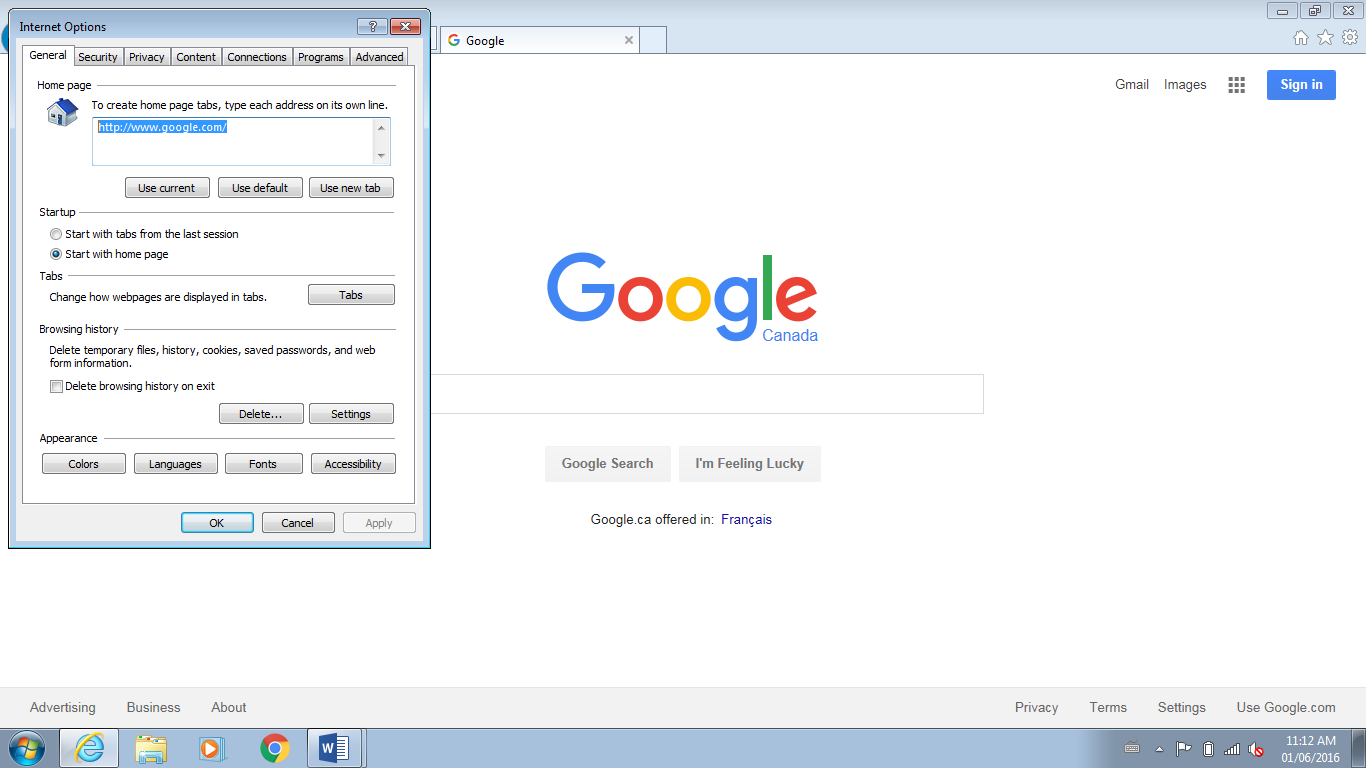 Internet Options
General Security Privacy Content Connections Programs Advanced
Home page
To create home page tabs, type each address on its own line.
http://www.google.com/
Use current Use default Use new tab
Startup
Start with tabs from the last session
Start with home page
Tabs
Change how webpages are displayed in tabs.
Tabs
Browsing history
Delete temporary files, history, cookies, saved passwords, and web
form information.
Delete browsing history on exit
Delete... Settings
Appearance
Colors Languages Fonts Accessibility
OK Cancel Apply
Google
Gmail Images Sign in
Google
Canada
Google Search I'm Feeling Lucky
Google.ca offered in: Français
Advertising Business About Privacy Terms Settings Use Google.com
11:12 AM
01/06/2016